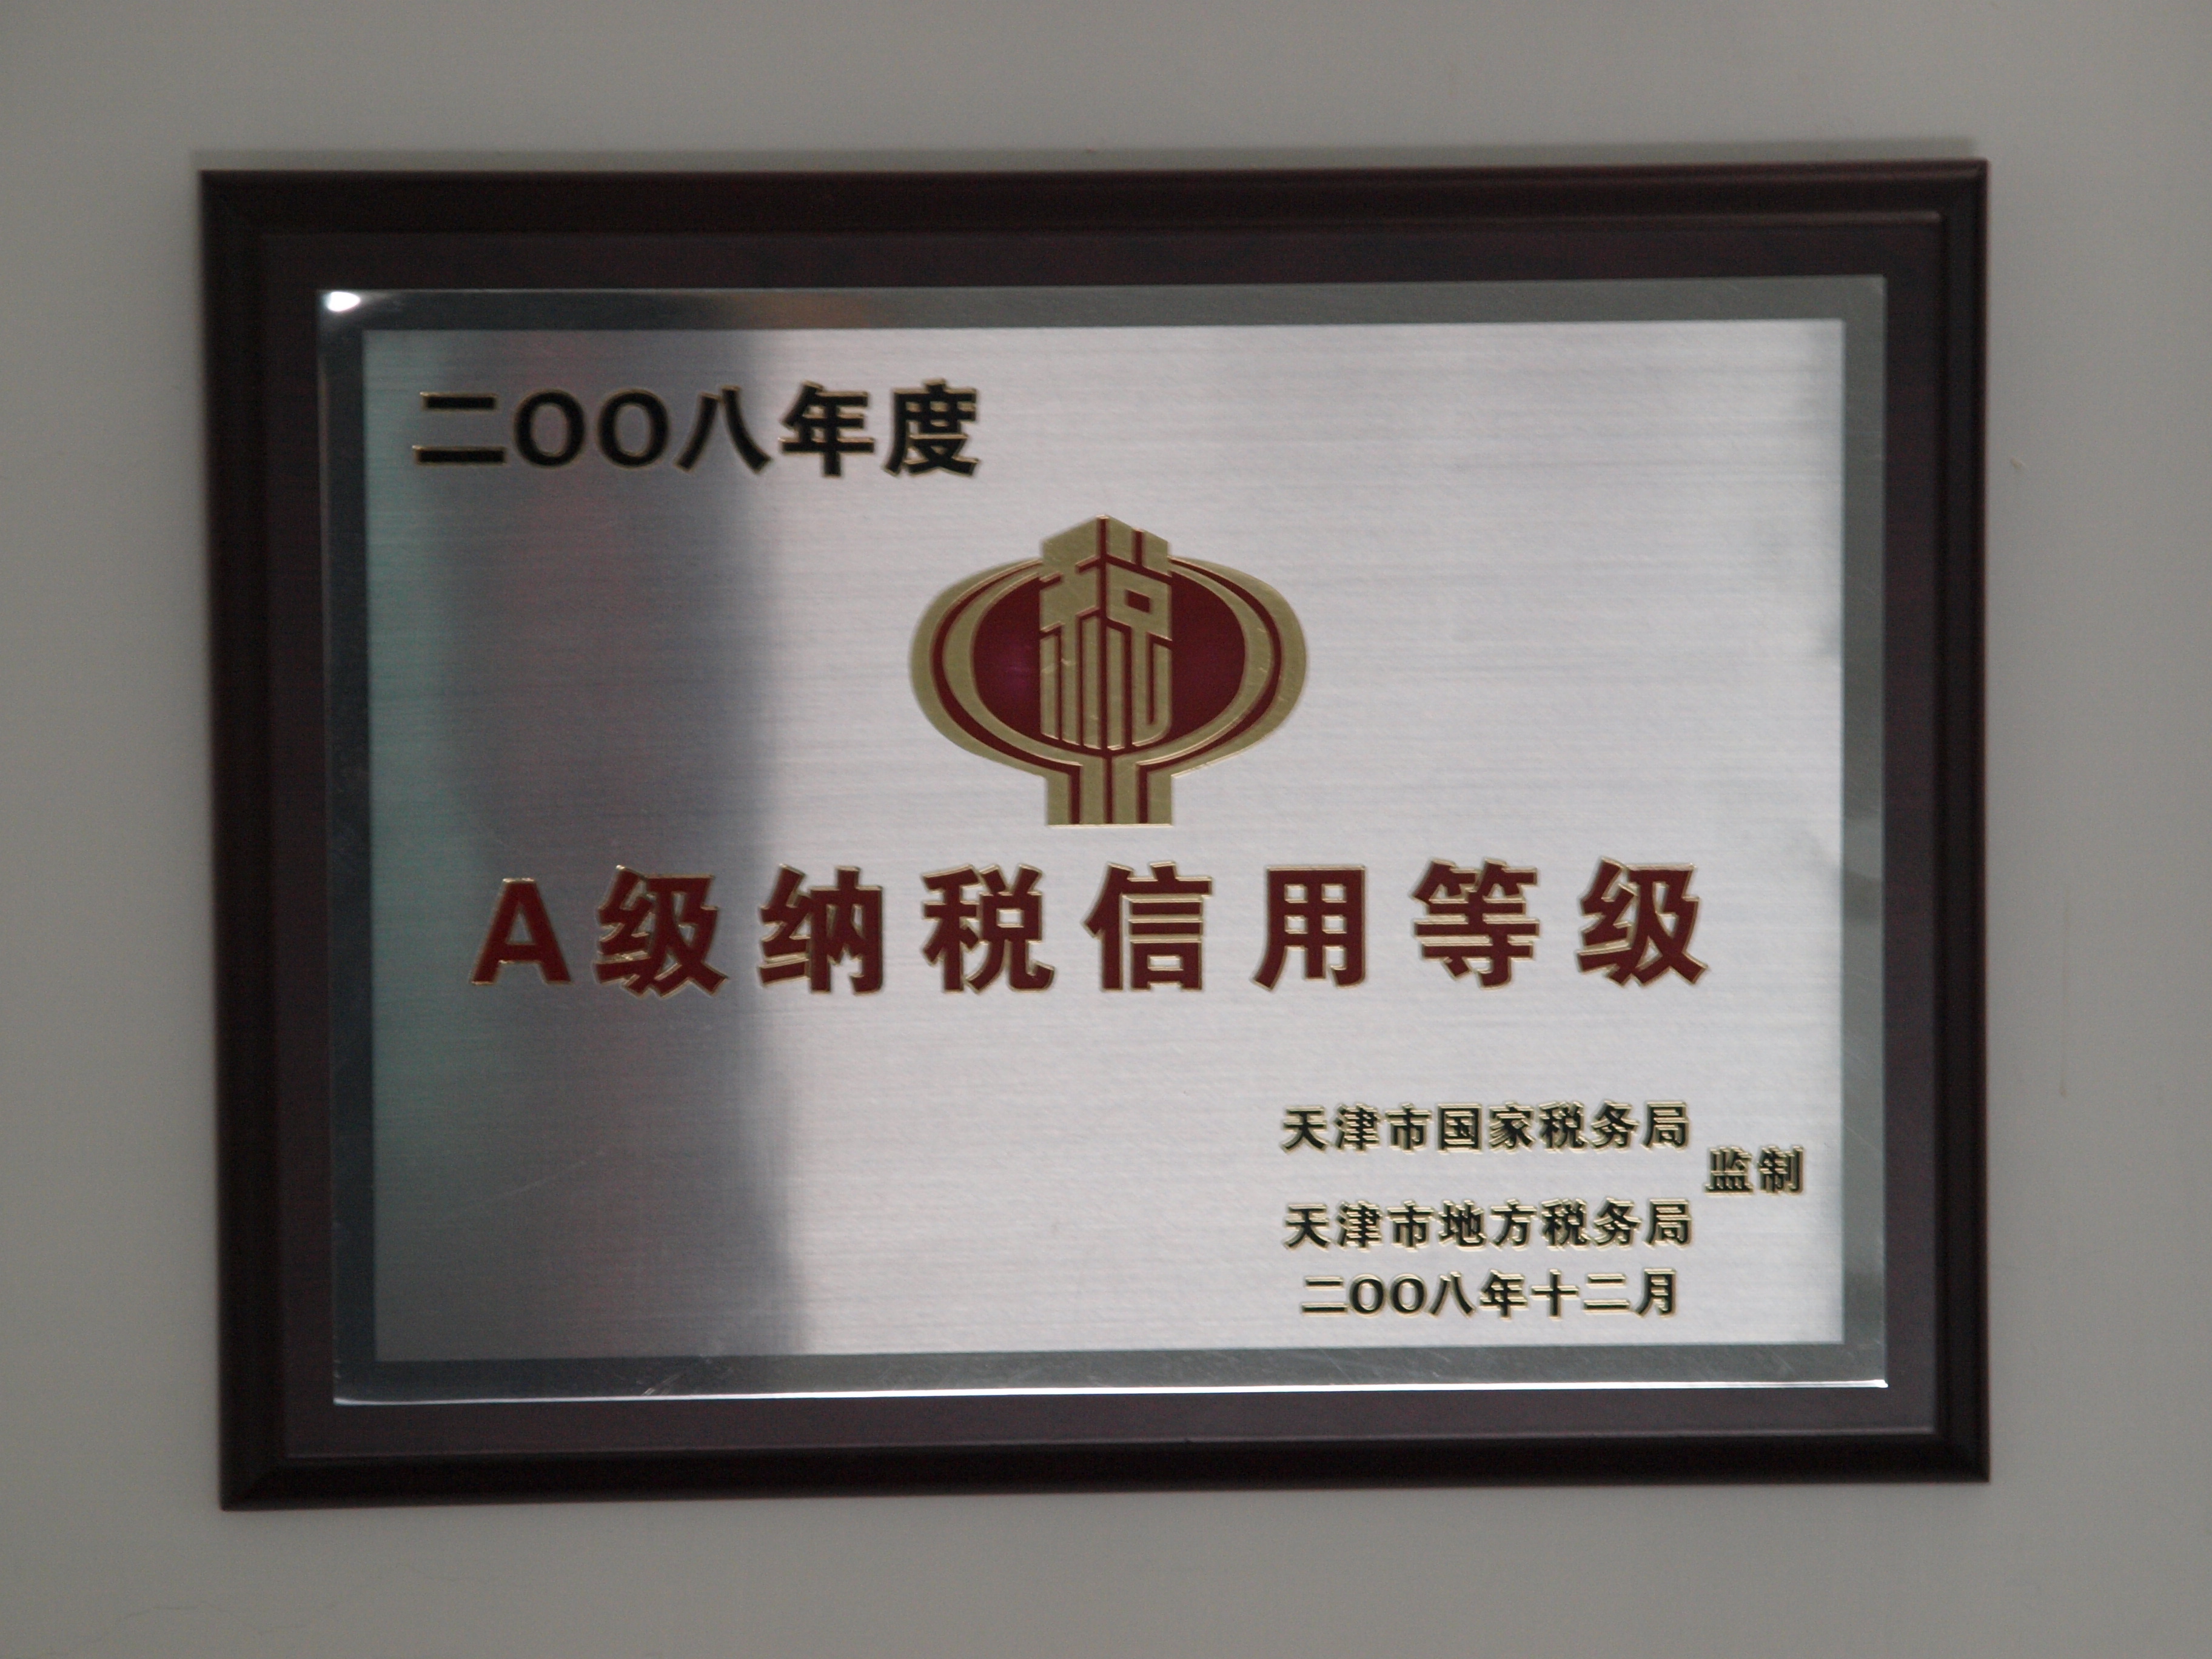 二〇〇八年度
税
A级纳税信用等级
天津市国家税务局
监制
天津市地方税务局
二〇〇八年十二月